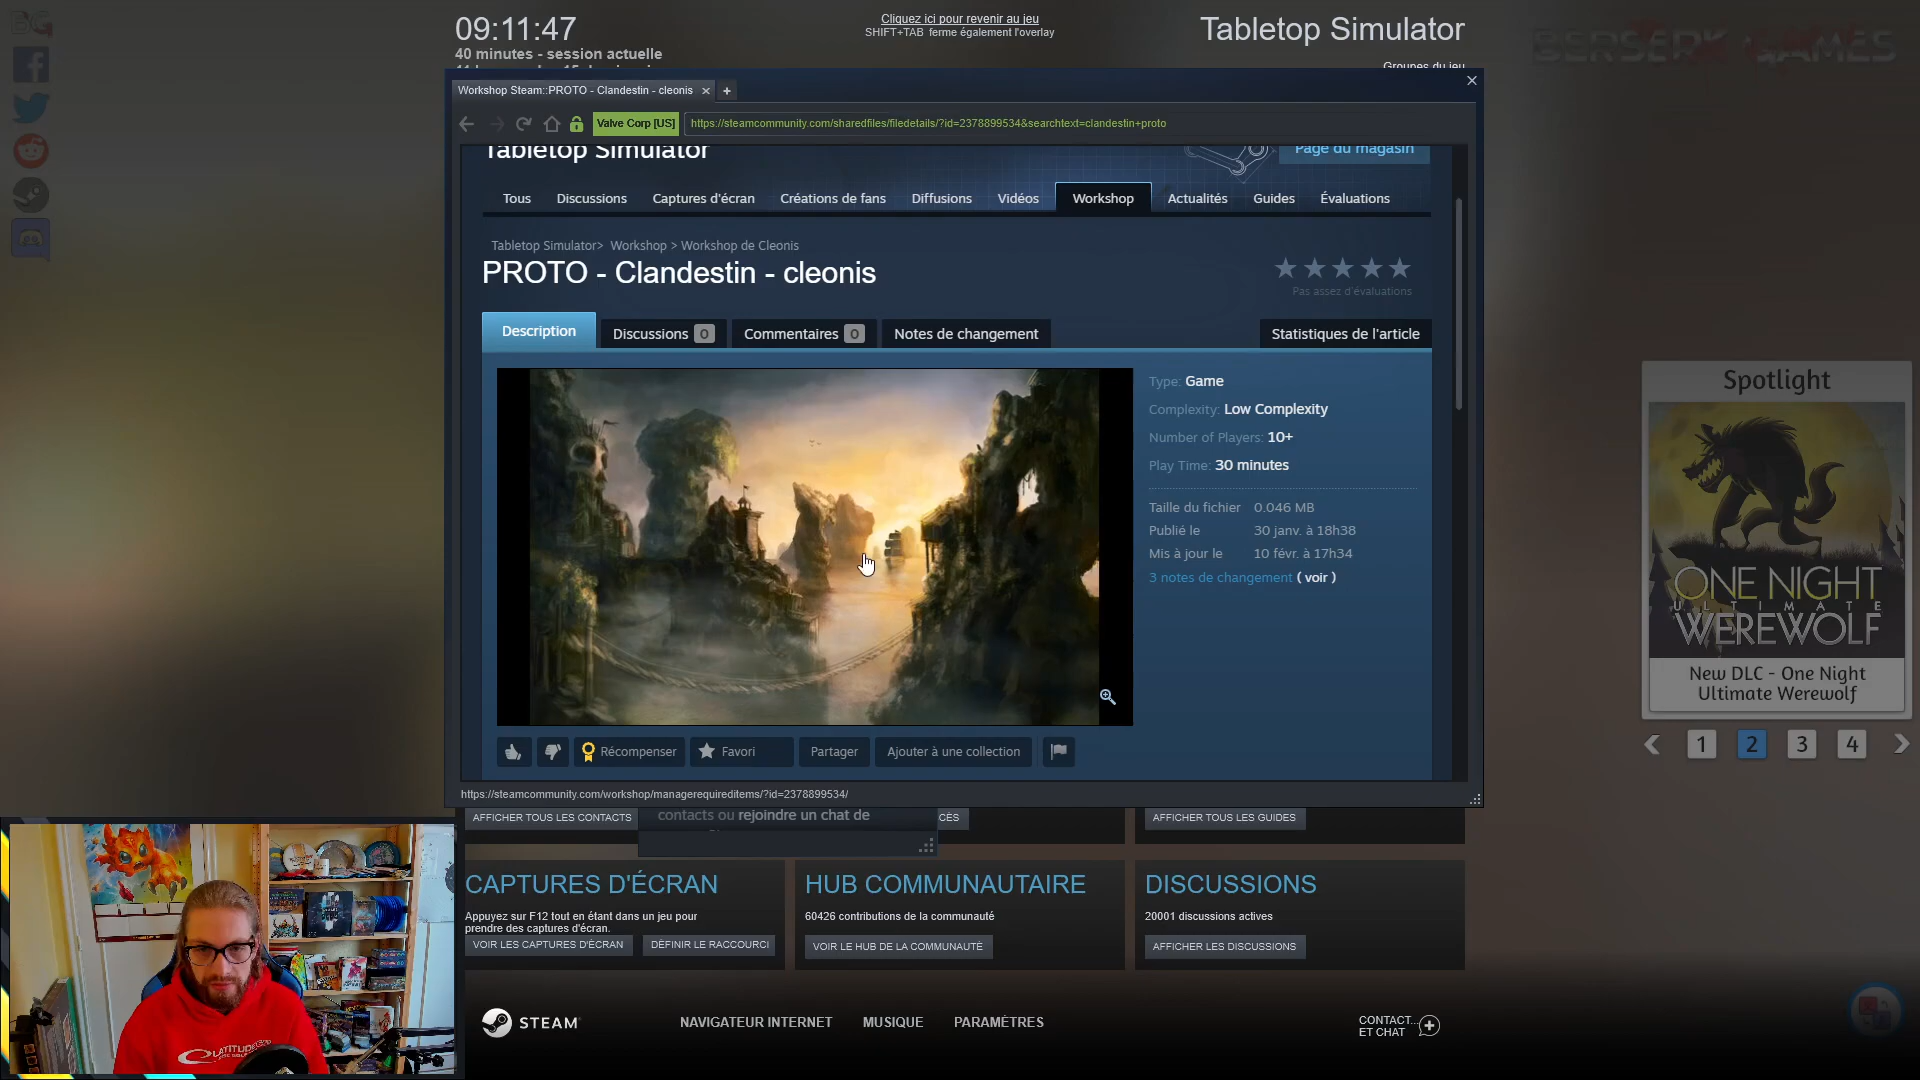 09:11:47
40 minutes - session actuelle
Cliquez ici pour revenir au jeu
SHIFT+TAB ferme également l'overlay
Tabletop Simulator
Groupes du jeu
BERSERK GAMES
Workshop Steam::PROTO - Clandestin - cleonis
Valve Corp [US]
https://steamcommunity.com/sharedfiles/filedetails/?id=2378899534&searchtext=clandestin+proto
Tabletop Simulator
Page du magasin
Tous
Discussions
Captures d'écran
Créations de fans
Diffusions
Vidéos
Workshop
Actualités
Guides
Évaluations
Tabletop Simulator> Workshop > Workshop de Cleonis
PROTO - Clandestin - cleonis
Pas assez d'évaluations
Description
Discussions 0
Commentaires 0
Notes de changement
Statistiques de l'article
Type: Game
Complexity: Low Complexity
Number of Players: 10+
Play Time: 30 minutes
Taille du fichier 0.046 MB
Publié le 30 janv. à 18h38
Mis à jour le 10 févr. à 17h34
3 notes de changement ( voir )
Récompenser
Favori
Partager
Ajouter à une collection
https://steamcommunity.com/workshop/managerequireditems/?id=2378899534/
Spotlight
ONE NIGHT
ULTIMATE
WEREWOLF
New DLC - One Night
Ultimate Werewolf
1
2
3
4
AFFICHER TOUS LES CONTACTS
contacts ou rejoindre un chat de
CÈS
AFFICHER TOUS LES GUIDES
CAPTURES D'ÉCRAN
Appuyez sur F12 tout en étant dans un jeu pour
prendre des captures d'écran.
VOIR LES CAPTURES D'ÉCRAN
DÉFINIR LE RACCOURCI
HUB COMMUNAUTAIRE
60426 contributions de la communauté
VOIR LE HUB DE LA COMMUNAUTÉ
DISCUSSIONS
20001 discussions actives
AFFICHER LES DISCUSSIONS
STEAM
NAVIGATEUR INTERNET
MUSIQUE
PARAMÈTRES
CONTACT...
ET CHAT